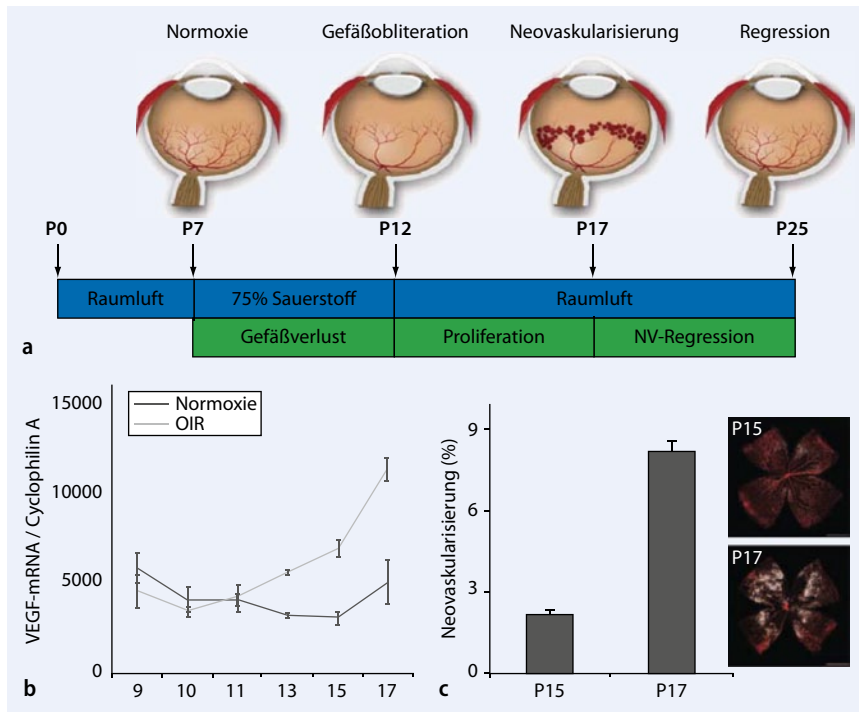 Normoxie Gefäßobliteration Neovaskularisierung Regression
P0 P7 P12 P17 P25
Raumluft 75% Sauerstoff Raumluft
Gefäßverlust Proliferation NV-Regression
a
VEGF-mRNA / Cyclophilin A
15000
10000
5000
0
Normoxie
OIR
9 10 11 13 15 17
b
Neovaskularisierung (%)
9
6
3
0
P15 P17
c
P15
P17